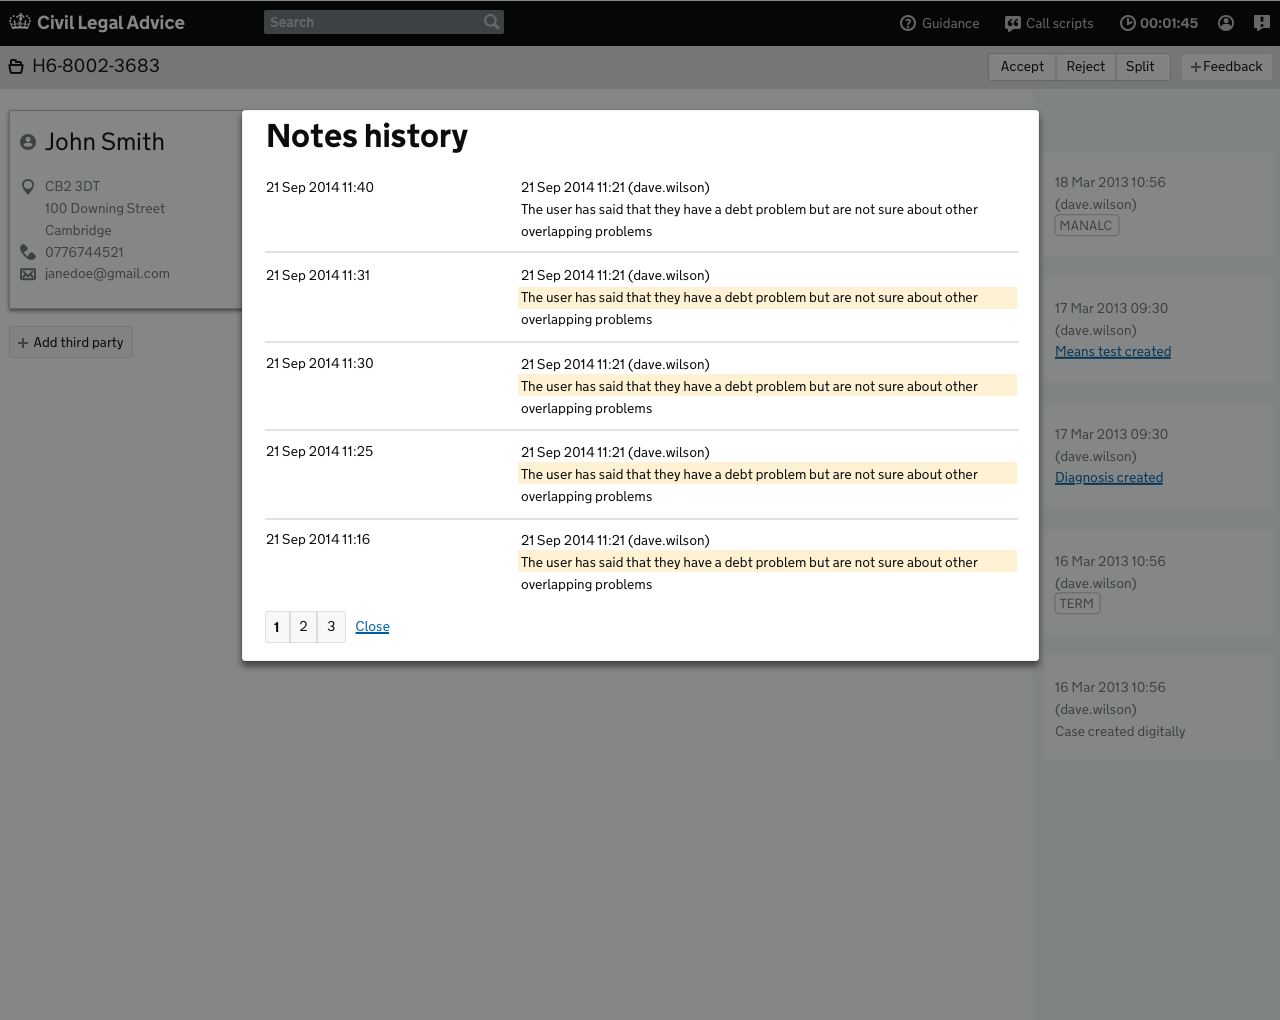 Civil Legal Advice
Search
Guidance
Call scripts
00:01:45
H6-8002-3683
Accept
Reject
Split
+Feedback
John Smith
CB2 3DT
100 Downing Street
Cambridge
0776744521
janedoe@gmail.com
+ Add third party
Notes history
21 Sep 2014 11:40
21 Sep 2014 11:21 (dave.wilson)
The user has said that they have a debt problem but are not sure about other
overlapping problems
21 Sep 2014 11:31
21 Sep 2014 11:21 (dave.wilson)
The user has said that they have a debt problem but are not sure about other
overlapping problems
21 Sep 2014 11:30
21 Sep 2014 11:21 (dave.wilson)
The user has said that they have a debt problem but are not sure about other
overlapping problems
21 Sep 2014 11:25
21 Sep 2014 11:21 (dave.wilson)
The user has said that they have a debt problem but are not sure about other
overlapping problems
21 Sep 2014 11:16
21 Sep 2014 11:21 (dave.wilson)
The user has said that they have a debt problem but are not sure about other
overlapping problems
1 2 3 Close
18 Mar 2013 10:56
(dave.wilson)
MANALC
17 Mar 2013 09:30
(dave.wilson)
Means test created
17 Mar 2013 09:30
(dave.wilson)
Diagnosis created
16 Mar 2013 10:56
(dave.wilson)
TERM
16 Mar 2013 10:56
(dave.wilson)
Case created digitally